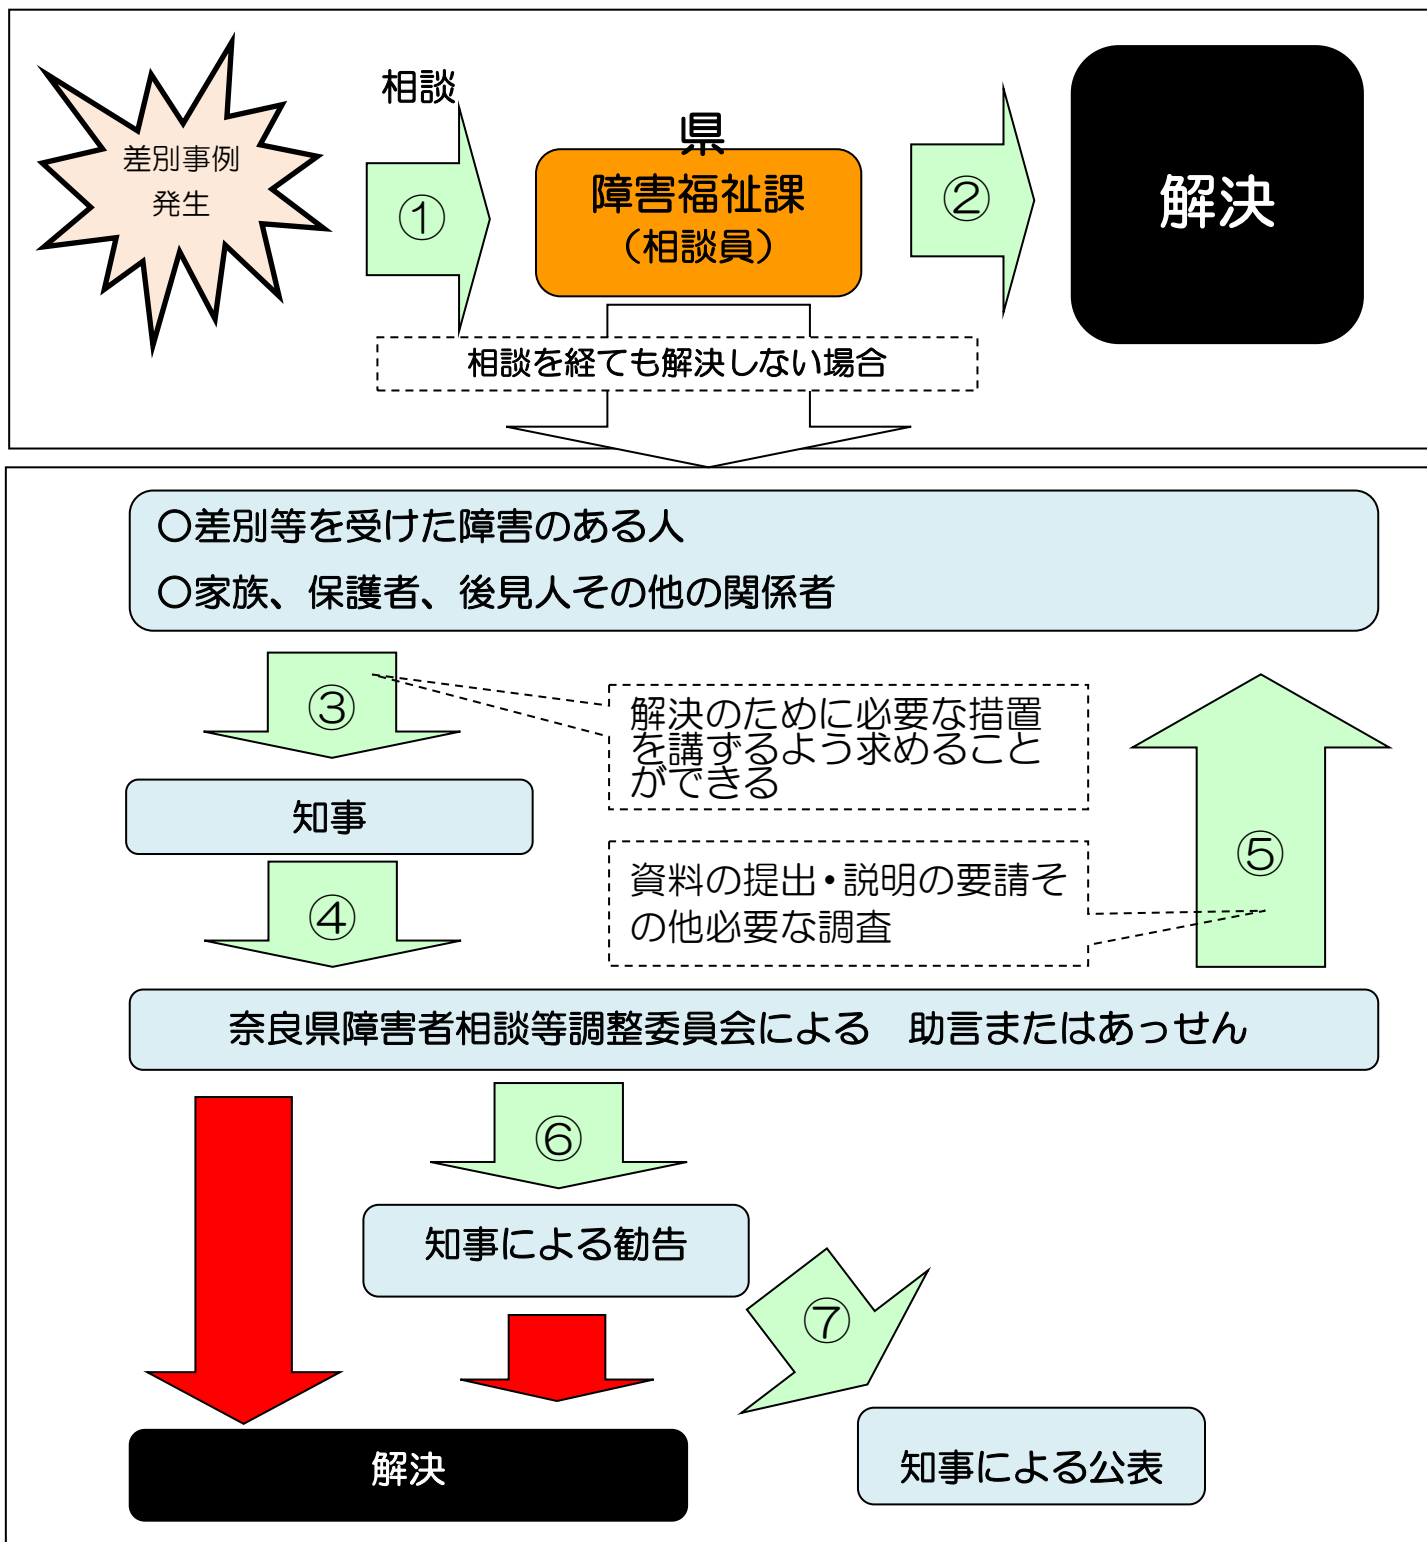 差別事例
発生
相談
①
県
障害福祉課
（相談員）
②
解決
相談を経ても解決しない場合
〇差別等を受けた障害のある人
〇家族、保護者、後見人その他の関係者
③
解決のために必要な措置
を講ずるよう求めること
ができる
知事
④
資料の提出・説明の要請そ
の他必要な調査
⑤
奈良県障害者相談等調整委員会による　助言またはあっせん
⑥
知事による勧告
⑦
解決
知事による公表